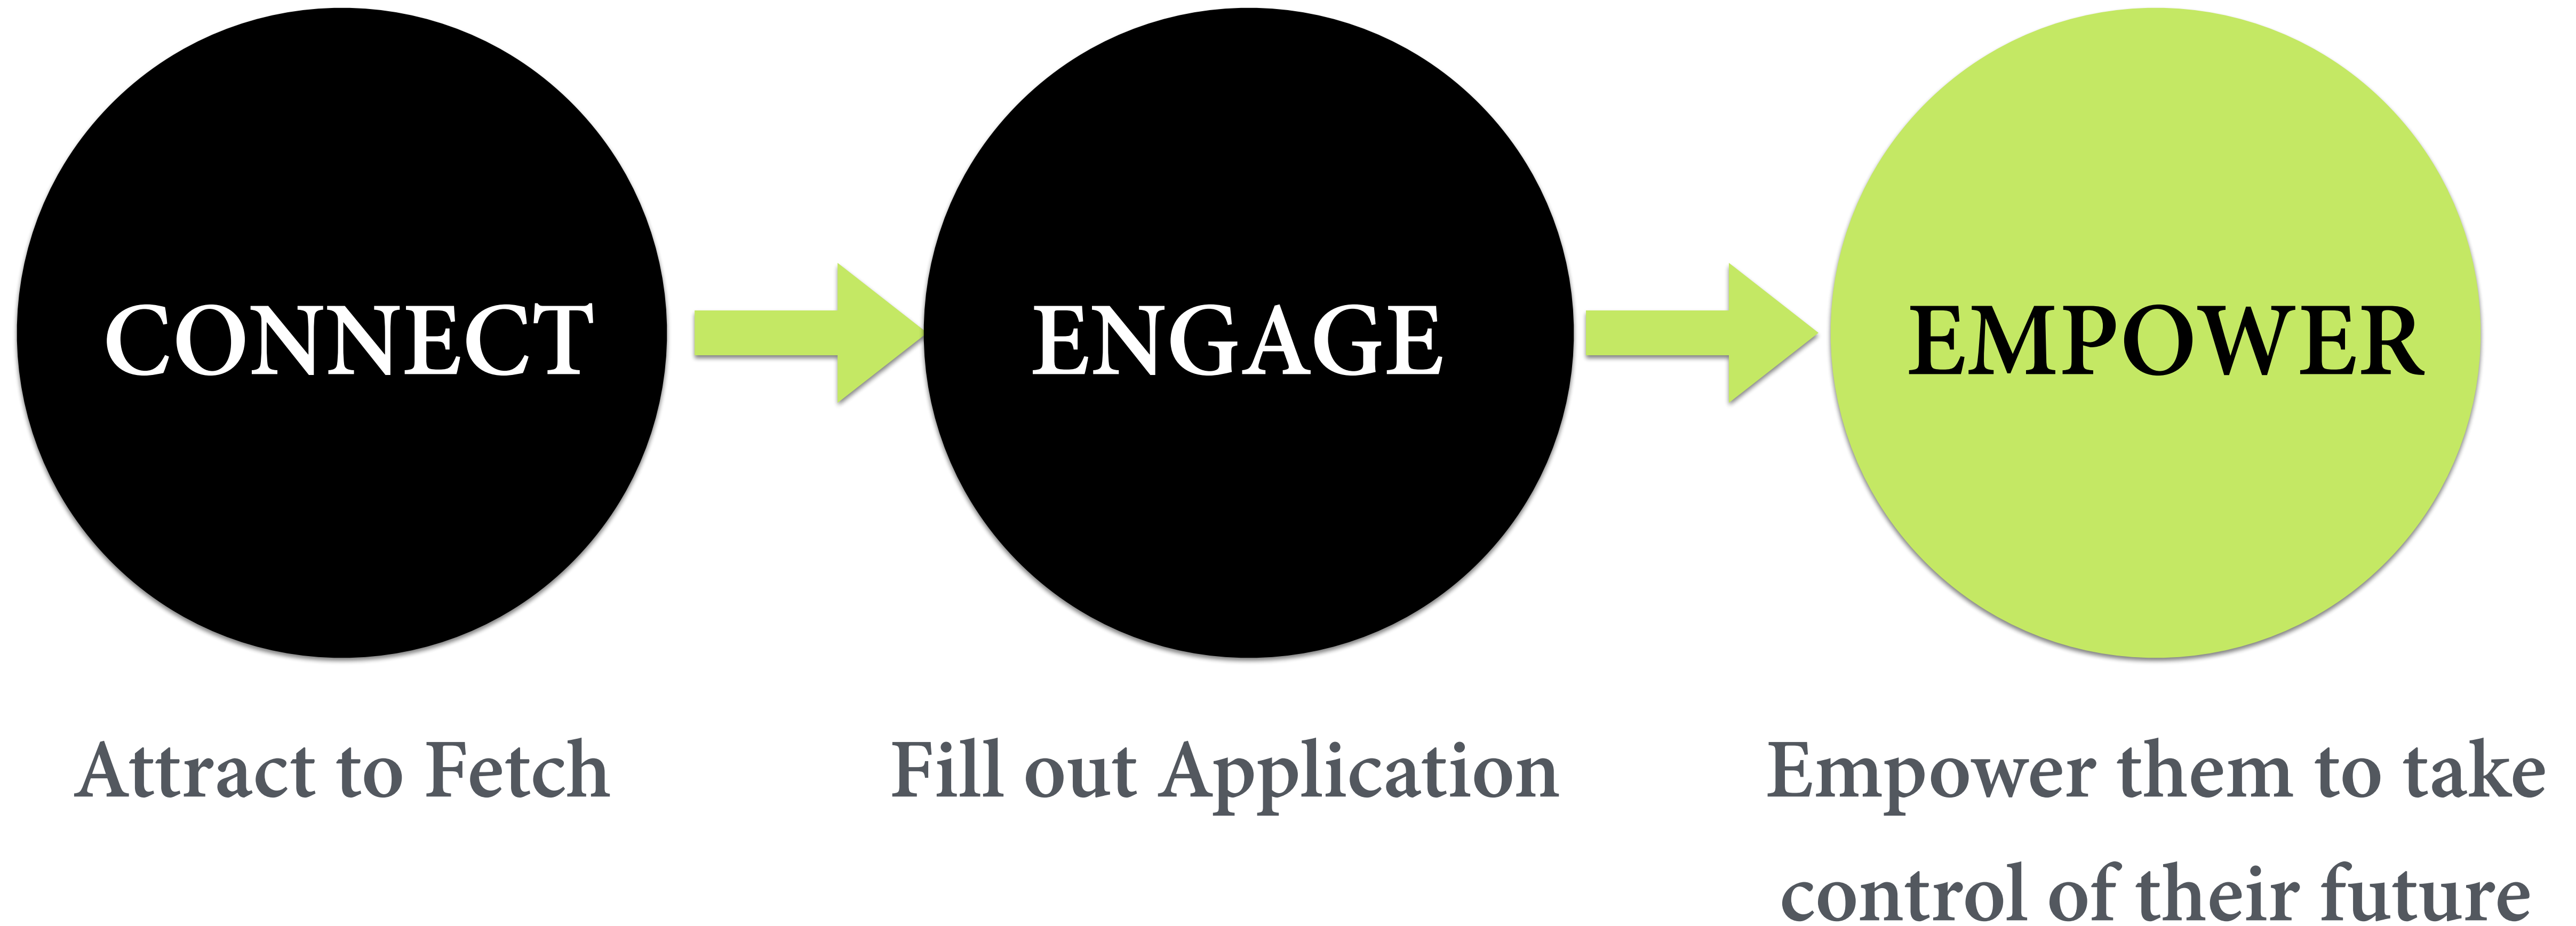 CONNECT
ENGAGE
EMPOWER
Attract to Fetch
Fill out Application
Empower them to take
control of their future